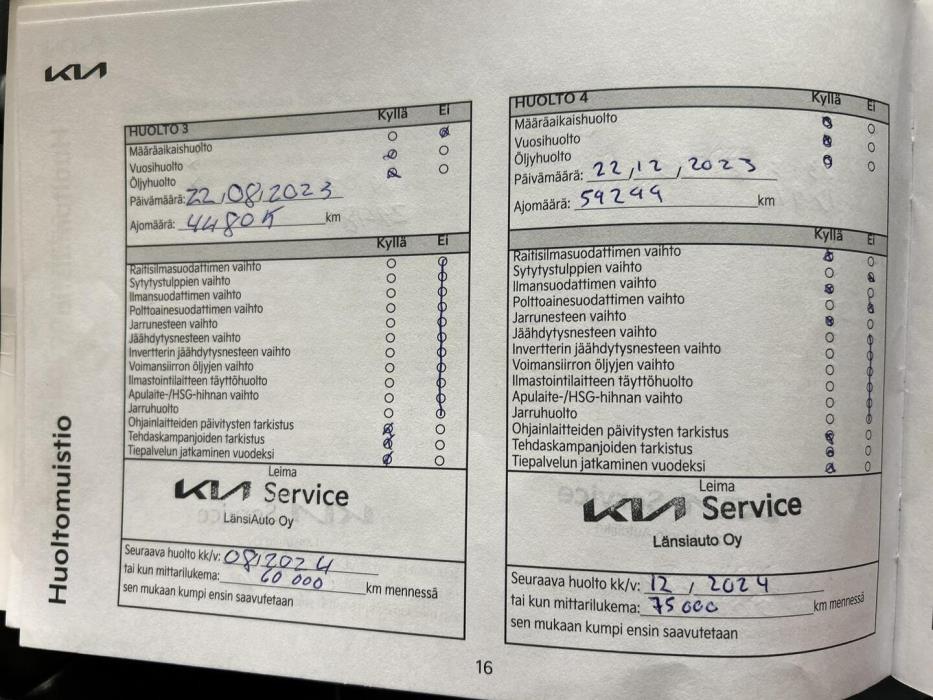 KIA
Huoltomuistio
HUOLTO 3 Kyllä Ei
Määräaikaishuolto
Vuosihuolto
Öljyhuolto
Päivämäärä: 22,08,2023
Ajomäärä: km
Kyllä Ei
Raitisilmasuodattimen vaihto
Sytytystulppien vaihto
Ilmansuodattimen vaihto
Polttoainesuodattimen vaihto
Jarrunesteen vaihto
Jäähdytysnesteen vaihto
Invertterin jäähdytysnesteen vaihto
Voimansiirron öljyjen vaihto
Ilmastointilaitteen täyttöhuolto
Apulaite-/HSG-hihnan vaihto
Jarruhuolto
Ohjainlaitteiden päivitysten tarkistus
Tehdaskampanjoiden tarkistus
Tiepalvelun jatkaminen vuodeksi
Leima
KIA Service
LänsiAuto Oy
Seuraava huolto kk/v: 08,2024
tai kun mittarilukema: 60 000 km mennessä
sen mukaan kumpi ensin saavutetaan
HUOLTO 4 Kyllä Ei
Määräaikaishuolto
Vuosihuolto
Öljyhuolto
Päivämäärä: 22,12,2023
Ajomäärä: 59299 km
Kyllä Ei
Raitisilmasuodattimen vaihto
Sytytystulppien vaihto
Ilmansuodattimen vaihto
Polttoainesuodattimen vaihto
Jarrunesteen vaihto
Jäähdytysnesteen vaihto
Invertterin jäähdytysnesteen vaihto
Voimansiirron öljyjen vaihto
Ilmastointilaitteen täyttöhuolto
Apulaite-/HSG-hihnan vaihto
Jarruhuolto
Ohjainlaitteiden päivitysten tarkistus
Tehdaskampanjoiden tarkistus
Tiepalvelun jatkaminen vuodeksi
Leima
KIA Service
Länsiauto Oy
Seuraava huolto kk/v: 12, 2024
tai kun mittarilukema: 75 000 km mennessä
sen mukaan kumpi ensin saavutetaan
16